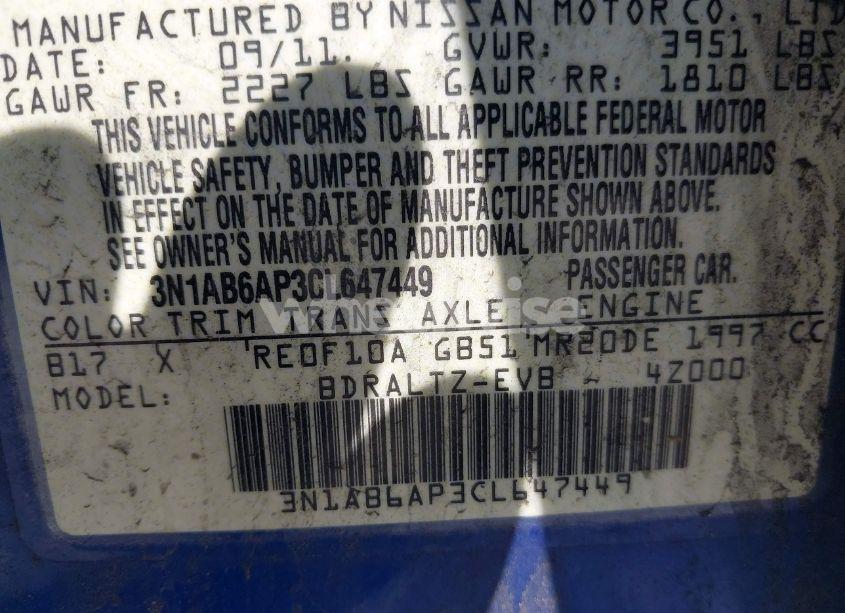 MANUFACTURED BY NISSAN MOTOR CO., LTD
DATE: 09/11. GVWR: 3951 LBS
GAWR FR: 2227 LBS GAWR RR: 1810 LBS
THIS VEHICLE CONFORMS TO ALL APPLICABLE FEDERAL MOTOR
VEHICLE SAFETY, BUMPER AND THEFT PREVENTION STANDARDS
IN EFFECT ON THE DATE OF MANUFACTURE SHOWN ABOVE.
SEE OWNER'S MANUAL FOR ADDITIONAL INFORMATION.
VIN: 3N1AB6AP3CL647449 PASSENGER CAR.
COLOR TRIM TRANS AXLE ENGINE
B17 X RE0F10A GB51 MR20DE 1997 CC
MODEL: BDRALTZ-EVB - 4Z000
3N1AB6AP3CL647449